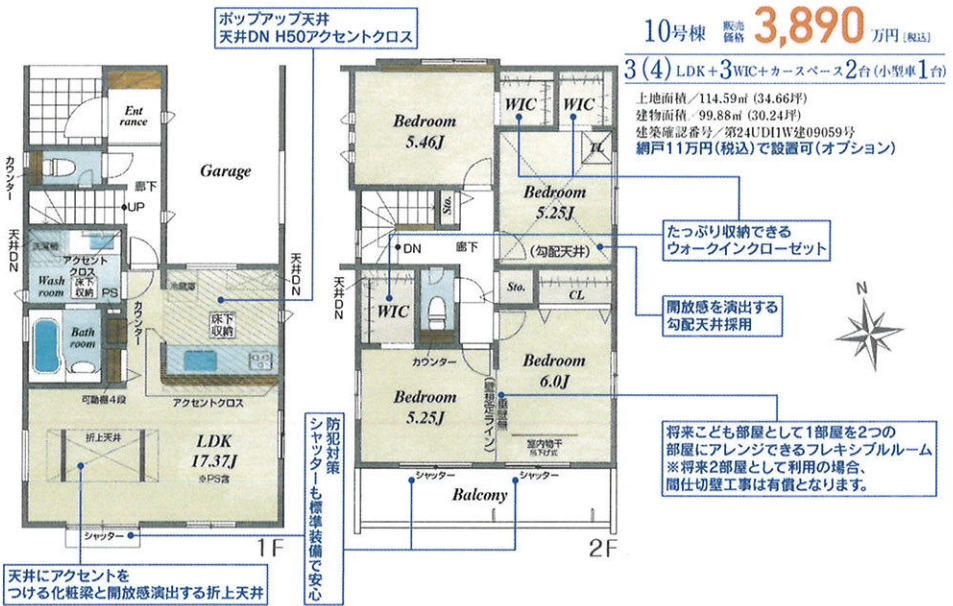 ポップアップ天井
天井DN H50アクセントクロス
10号棟
販売
価格
3,890万円［税込］
3(4)LDK+3WIC+カースペース2台(小型車1台)
土地面積／114.59㎡ (34.66坪)
建物面積／99.88㎡ (30.24坪)
建築確認番号／第24UDI1W建09059号
網戸11万円(税込)で設置可(オプション)
Ent
rance
カウンター
廊下
UP
Garage
天井DN
洗濯機
アクセント
クロス
Wash
room
床下
収納
PS
カウンター
冷蔵庫
床下
収納
天井DN
Bath
room
可動棚4段
アクセントクロス
折上天井
LDK
17.37J
※PS含
シャッター
1F
天井にアクセントを
つける化粧梁と開放感演出する折上天井
防犯対策
シャッターも標準装備で安心
Bedroom
5.46J
WIC
WIC
Sto.
Bedroom
5.25J
(勾配天井)
DN
廊下
天井DN
WIC
Sto.
CL
カウンター
Bedroom
5.25J
Bedroom
6.0J
垂壁無
室内物干
吊下げ式
シャッター
シャッター
Balcony
2F
たっぷり収納できる
ウォークインクローゼット
開放感を演出する
勾配天井採用
N
将来こども部屋として1部屋を2つの
部屋にアレンジできるフレキシブルルーム
※将来2部屋として利用の場合、
間仕切壁工事は有償となります。